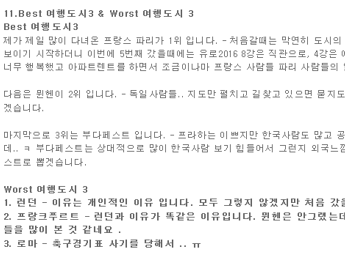 11.Best 여행도시3 & Worst 여행도시 3
Best 여행도시3
제가 제일 많이 다녀온 프랑스 파리가 1위 입니다. - 처음갈때는 막연히 도시의
보이기 시작하더니 이번에 5번째 갔을때에는 유로2016 8강은 직관으로, 4강은
너무 행복했고 아파트렌트를 하면서 조금이나마 프랑스 사람들 파리 사람들의
다음은 뮌헨이 2위 입니다. - 독일사람들.. 지도만 펼치고 길찾고 있으면 묻지도
겠습니다.
마지막으로 3위는 부다페스트 입니다. - 프라하는 이쁘지만 한국사람도 많고 공
데.. ㅋ 부다페스트는 상대적으로 많이 한국사람 보기 힘들어서 그런지 외국느낌
스트로 뽑겟습니다.
Worst 여행도시 3
1. 런던 - 이유는 개인적인 이유 입니다. 모두 그렇지 않겠지만 처음 갔을
2. 프랑크푸르트 - 런던과 이유가 똑같은 이유입니다. 뮌헨은 안그랬는데
들을 많이 본 것 같네요 .
3. 로마 - 축구경기표 사기를 당해서 .. ㅠ